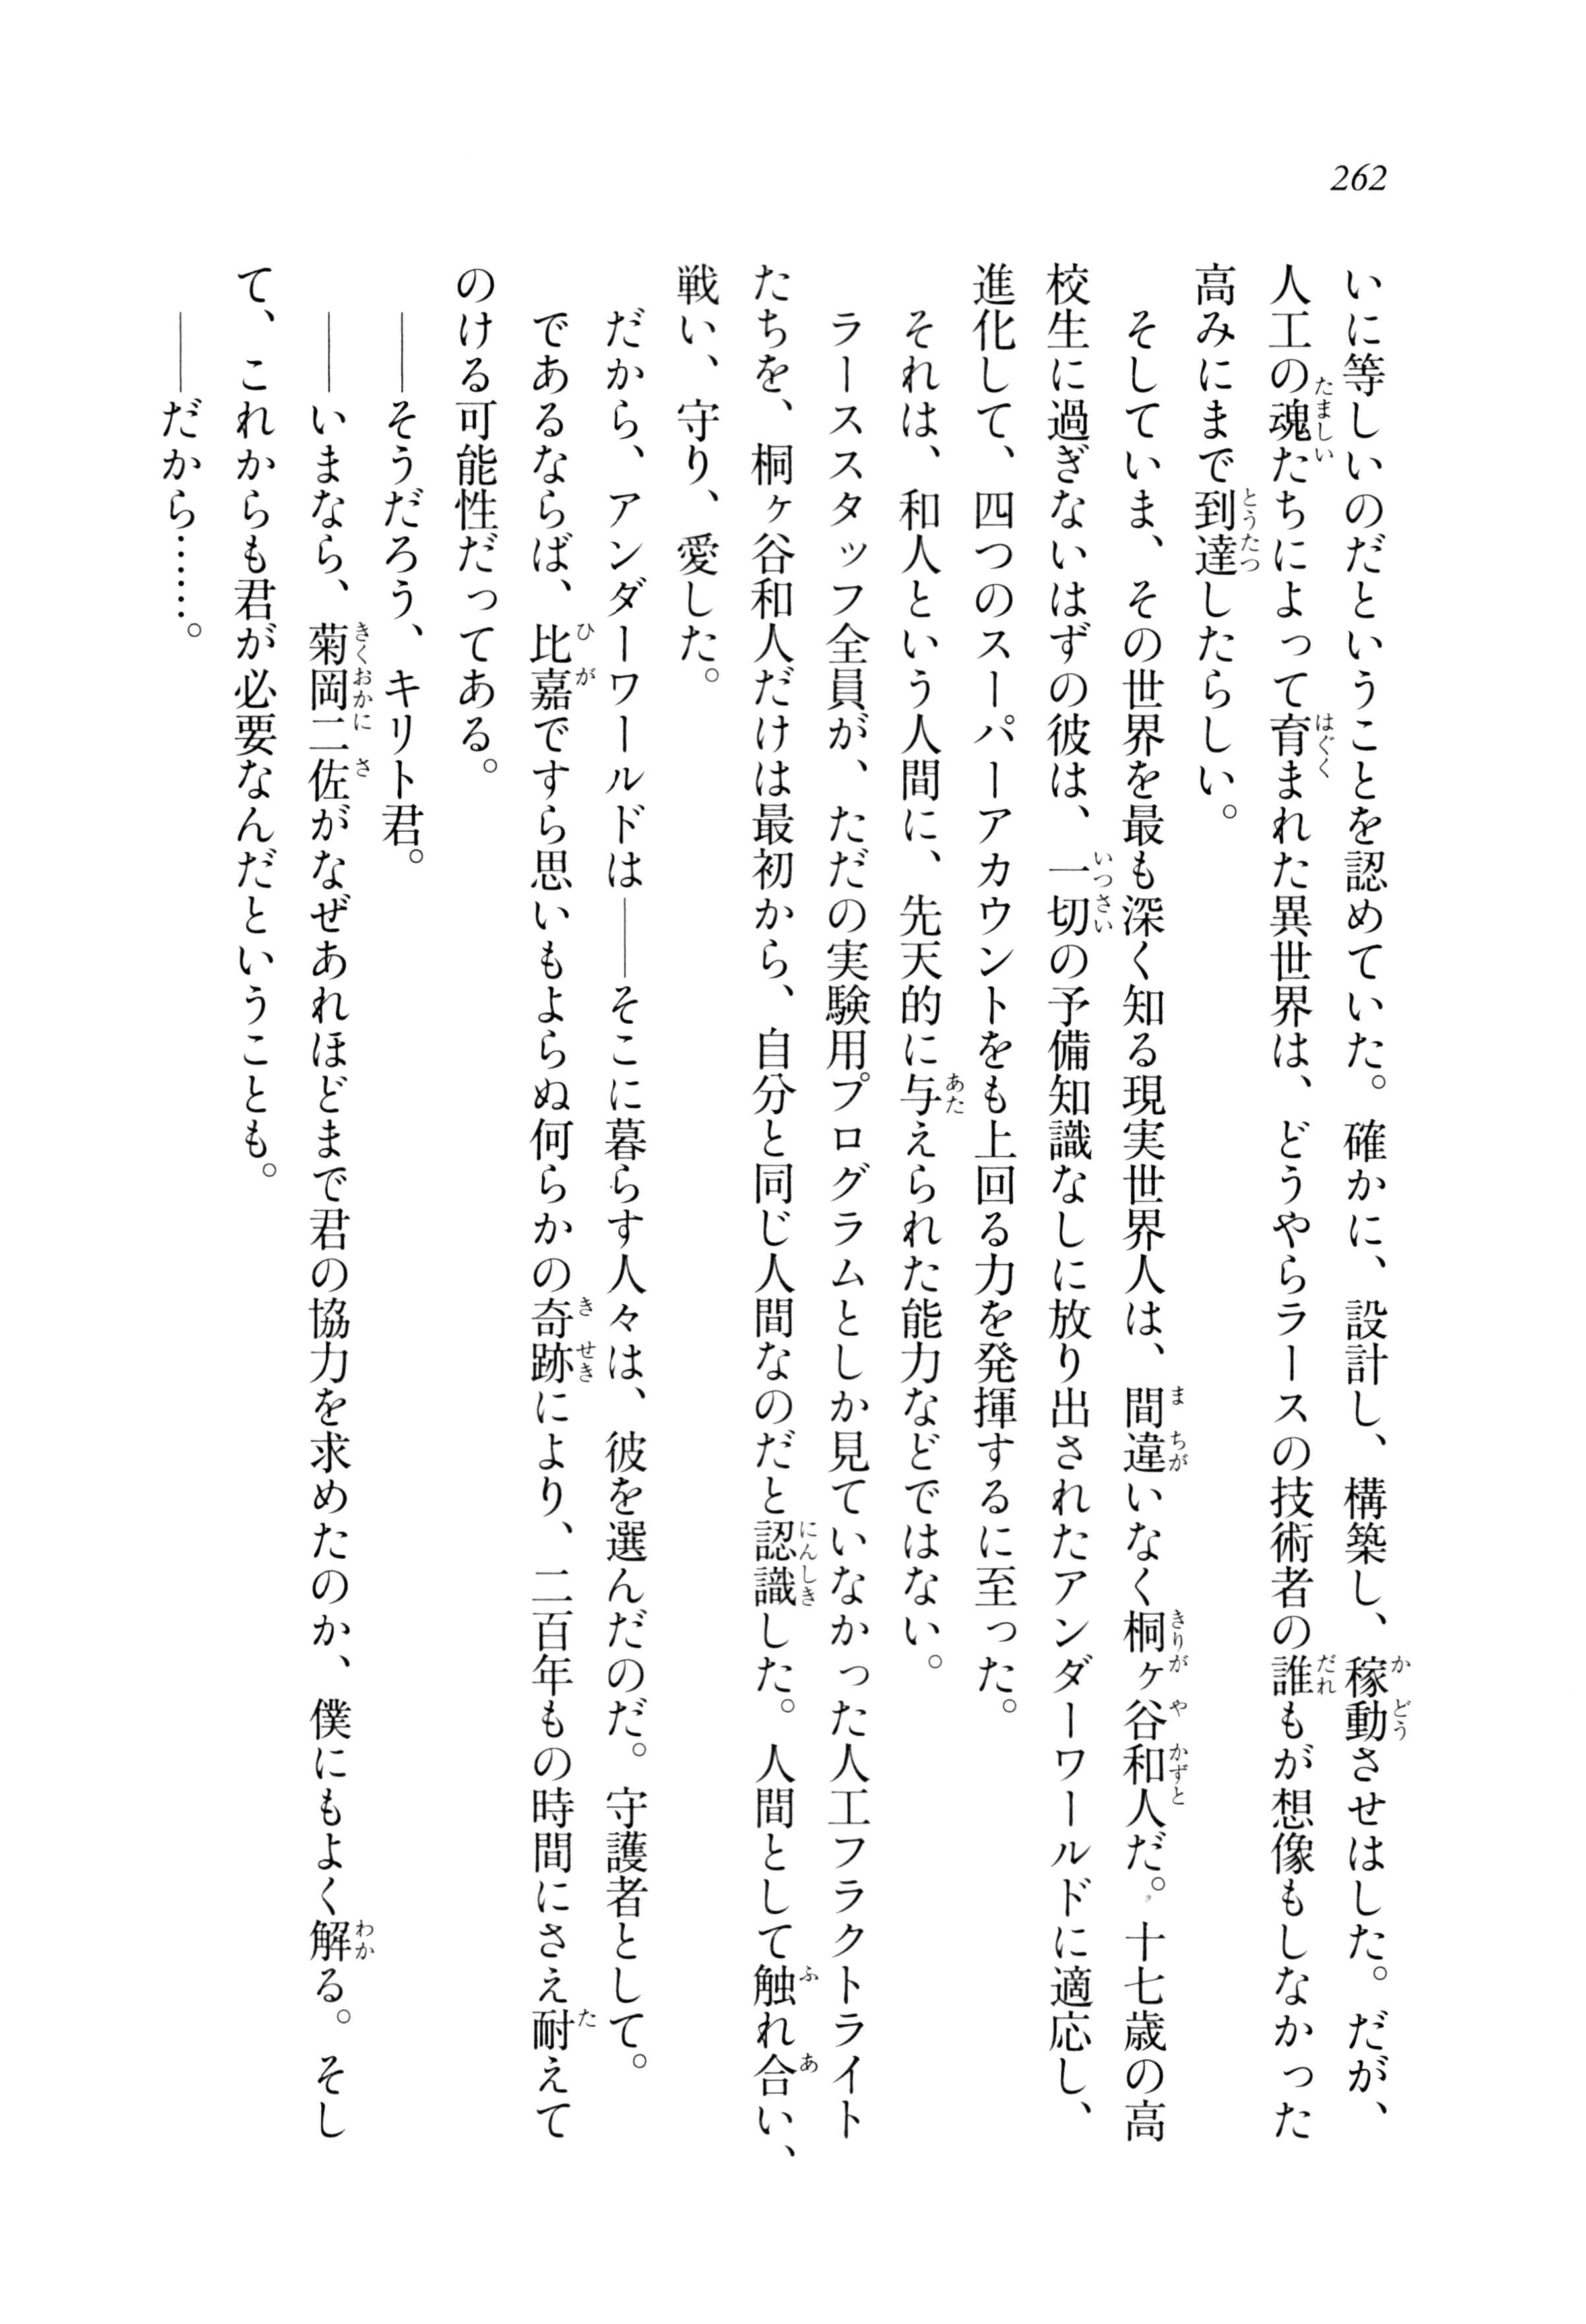 262
いに等しいのだということを認めていた。確かに、設計し、構築し、稼動させはした。だが、
人工の魂たちによって育まれた異世界は、どうやらラースの技術者の誰もが想像もしなかった
高みにまで到達したらしい。
そしていま、その世界を最も深く知る現実世界人は、間違いなく桐ヶ谷和人だ。十七歳の高
校生に過ぎないはずの彼は、一切の予備知識なしに放り出されたアンダーワールドに適応し、
進化して、四つのスーパーアカウントをも上回る力を発揮するに至った。
それは、和人という人間に、先天的に与えられた能力などではない。
ラーススタッフ全員が、ただの実験用プログラムとしか見ていなかった人工フラクトライト
たちを、桐ヶ谷和人だけは最初から、自分と同じ人間なのだと認識した。人間として触れ合い、
戦い、守り、愛した。
だから、アンダーワールドは――そこに暮らす人々は、彼を選んだのだ。守護者として。
であるならば、比嘉ですら思いもよらぬ何らかの奇跡により、二百年もの時間にさえ耐えて
のける可能性だってある。
――そうだろう、キリト君。
――いまなら、菊岡二佐がなぜあれほどまで君の協力を求めたのか、僕にもよく解る。そし
て、これからも君が必要なんだということも。
――だから……。